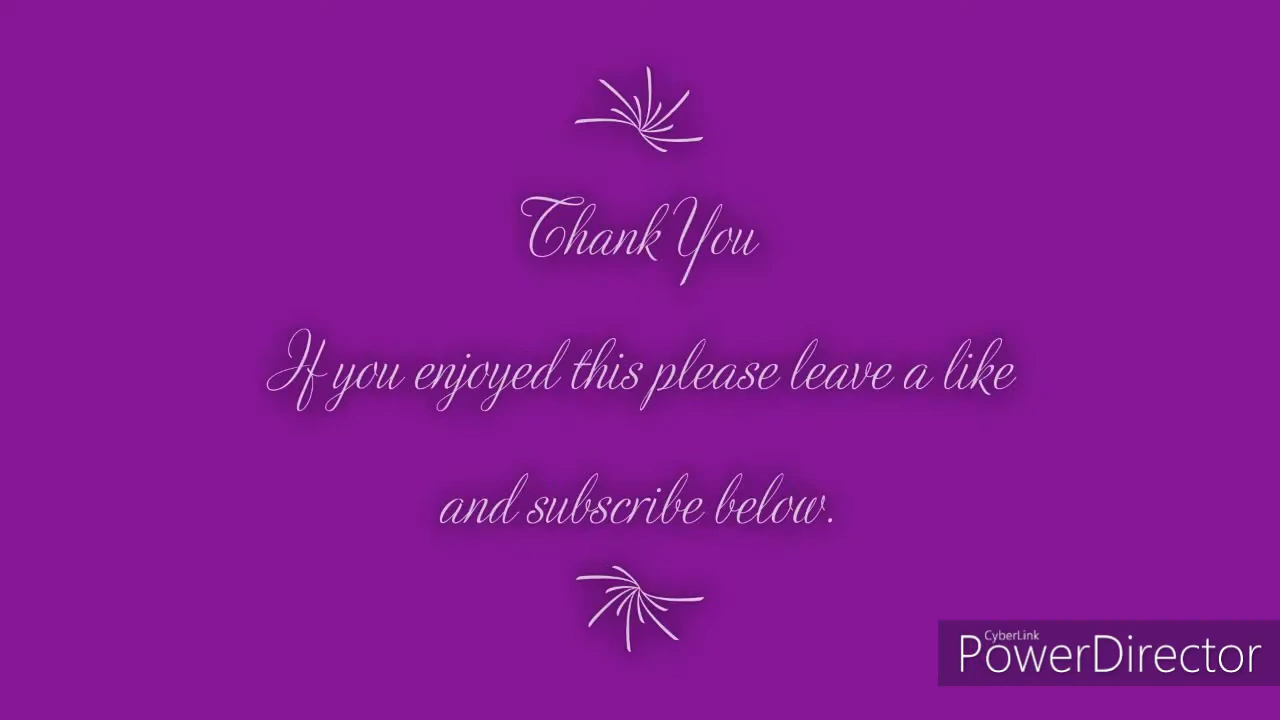 Thank You
If you enjoyed this please leave a like
and subscribe below.
CyberLink
PowerDirector